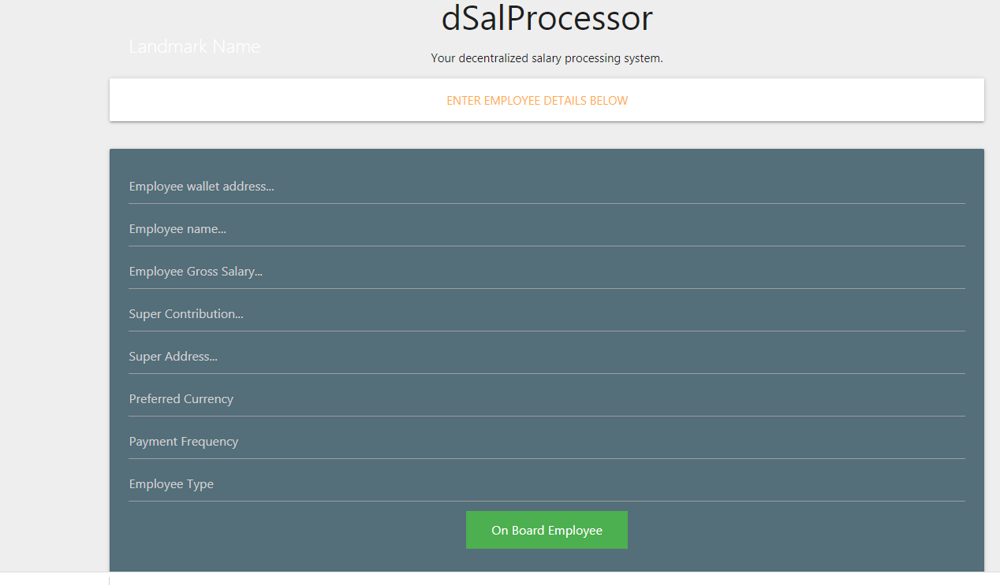 dSalProcessor
Landmark Name
Your decentralized salary processing system.
ENTER EMPLOYEE DETAILS BELOW
Employee wallet address...
Employee name...
Employee Gross Salary...
Super Contribution...
Super Address...
Preferred Currency
Payment Frequency
Employee Type
On Board Employee